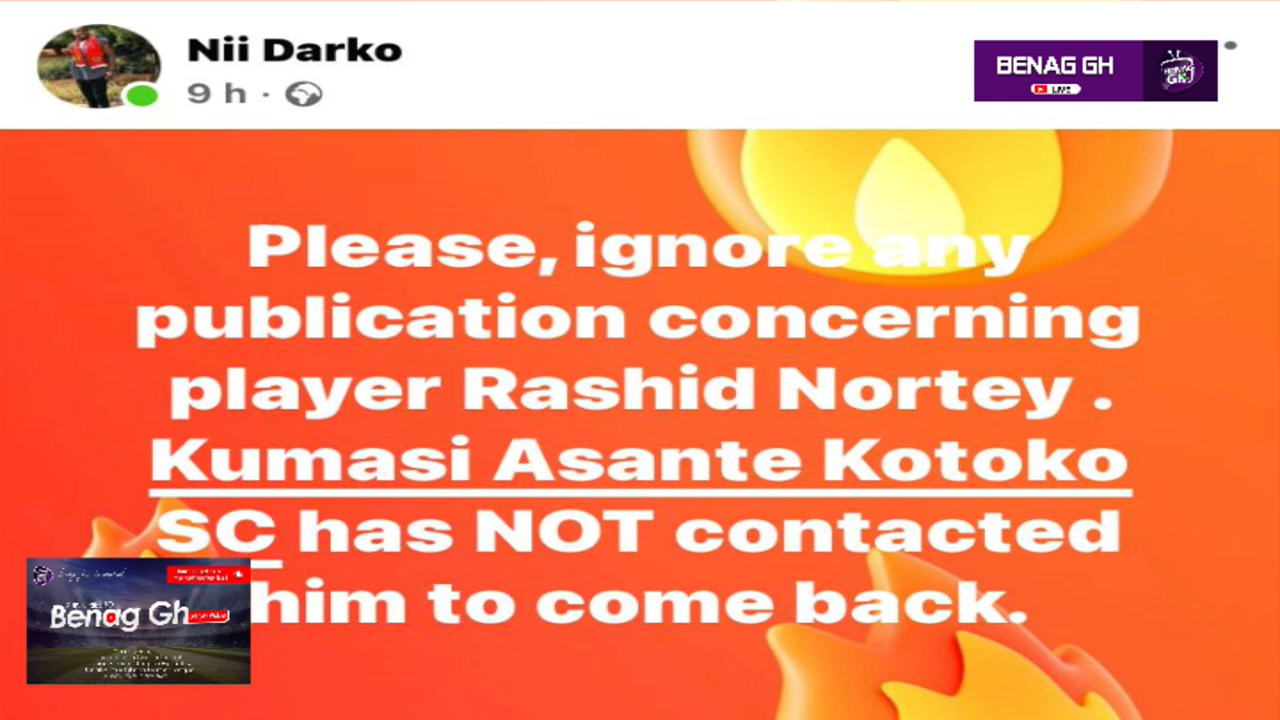 Nii Darko
9 h ·
BENAG GH
LIVE
Please, ignore any
publication concerning
player Rashid Nortey .
Kumasi Asante Kotoko
SC has NOT contacted
him to come back.
Benag Gh